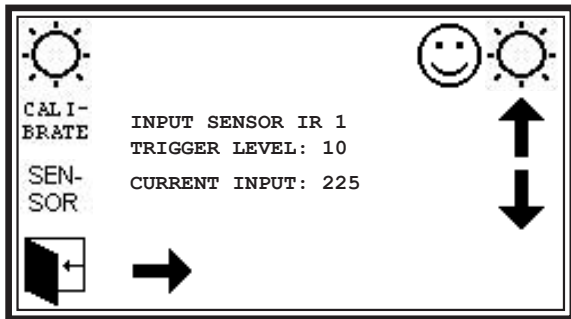 CALI-
BRATE
SEN-
SOR
INPUT SENSOR IR 1
TRIGGER LEVEL: 10
CURRENT INPUT: 225